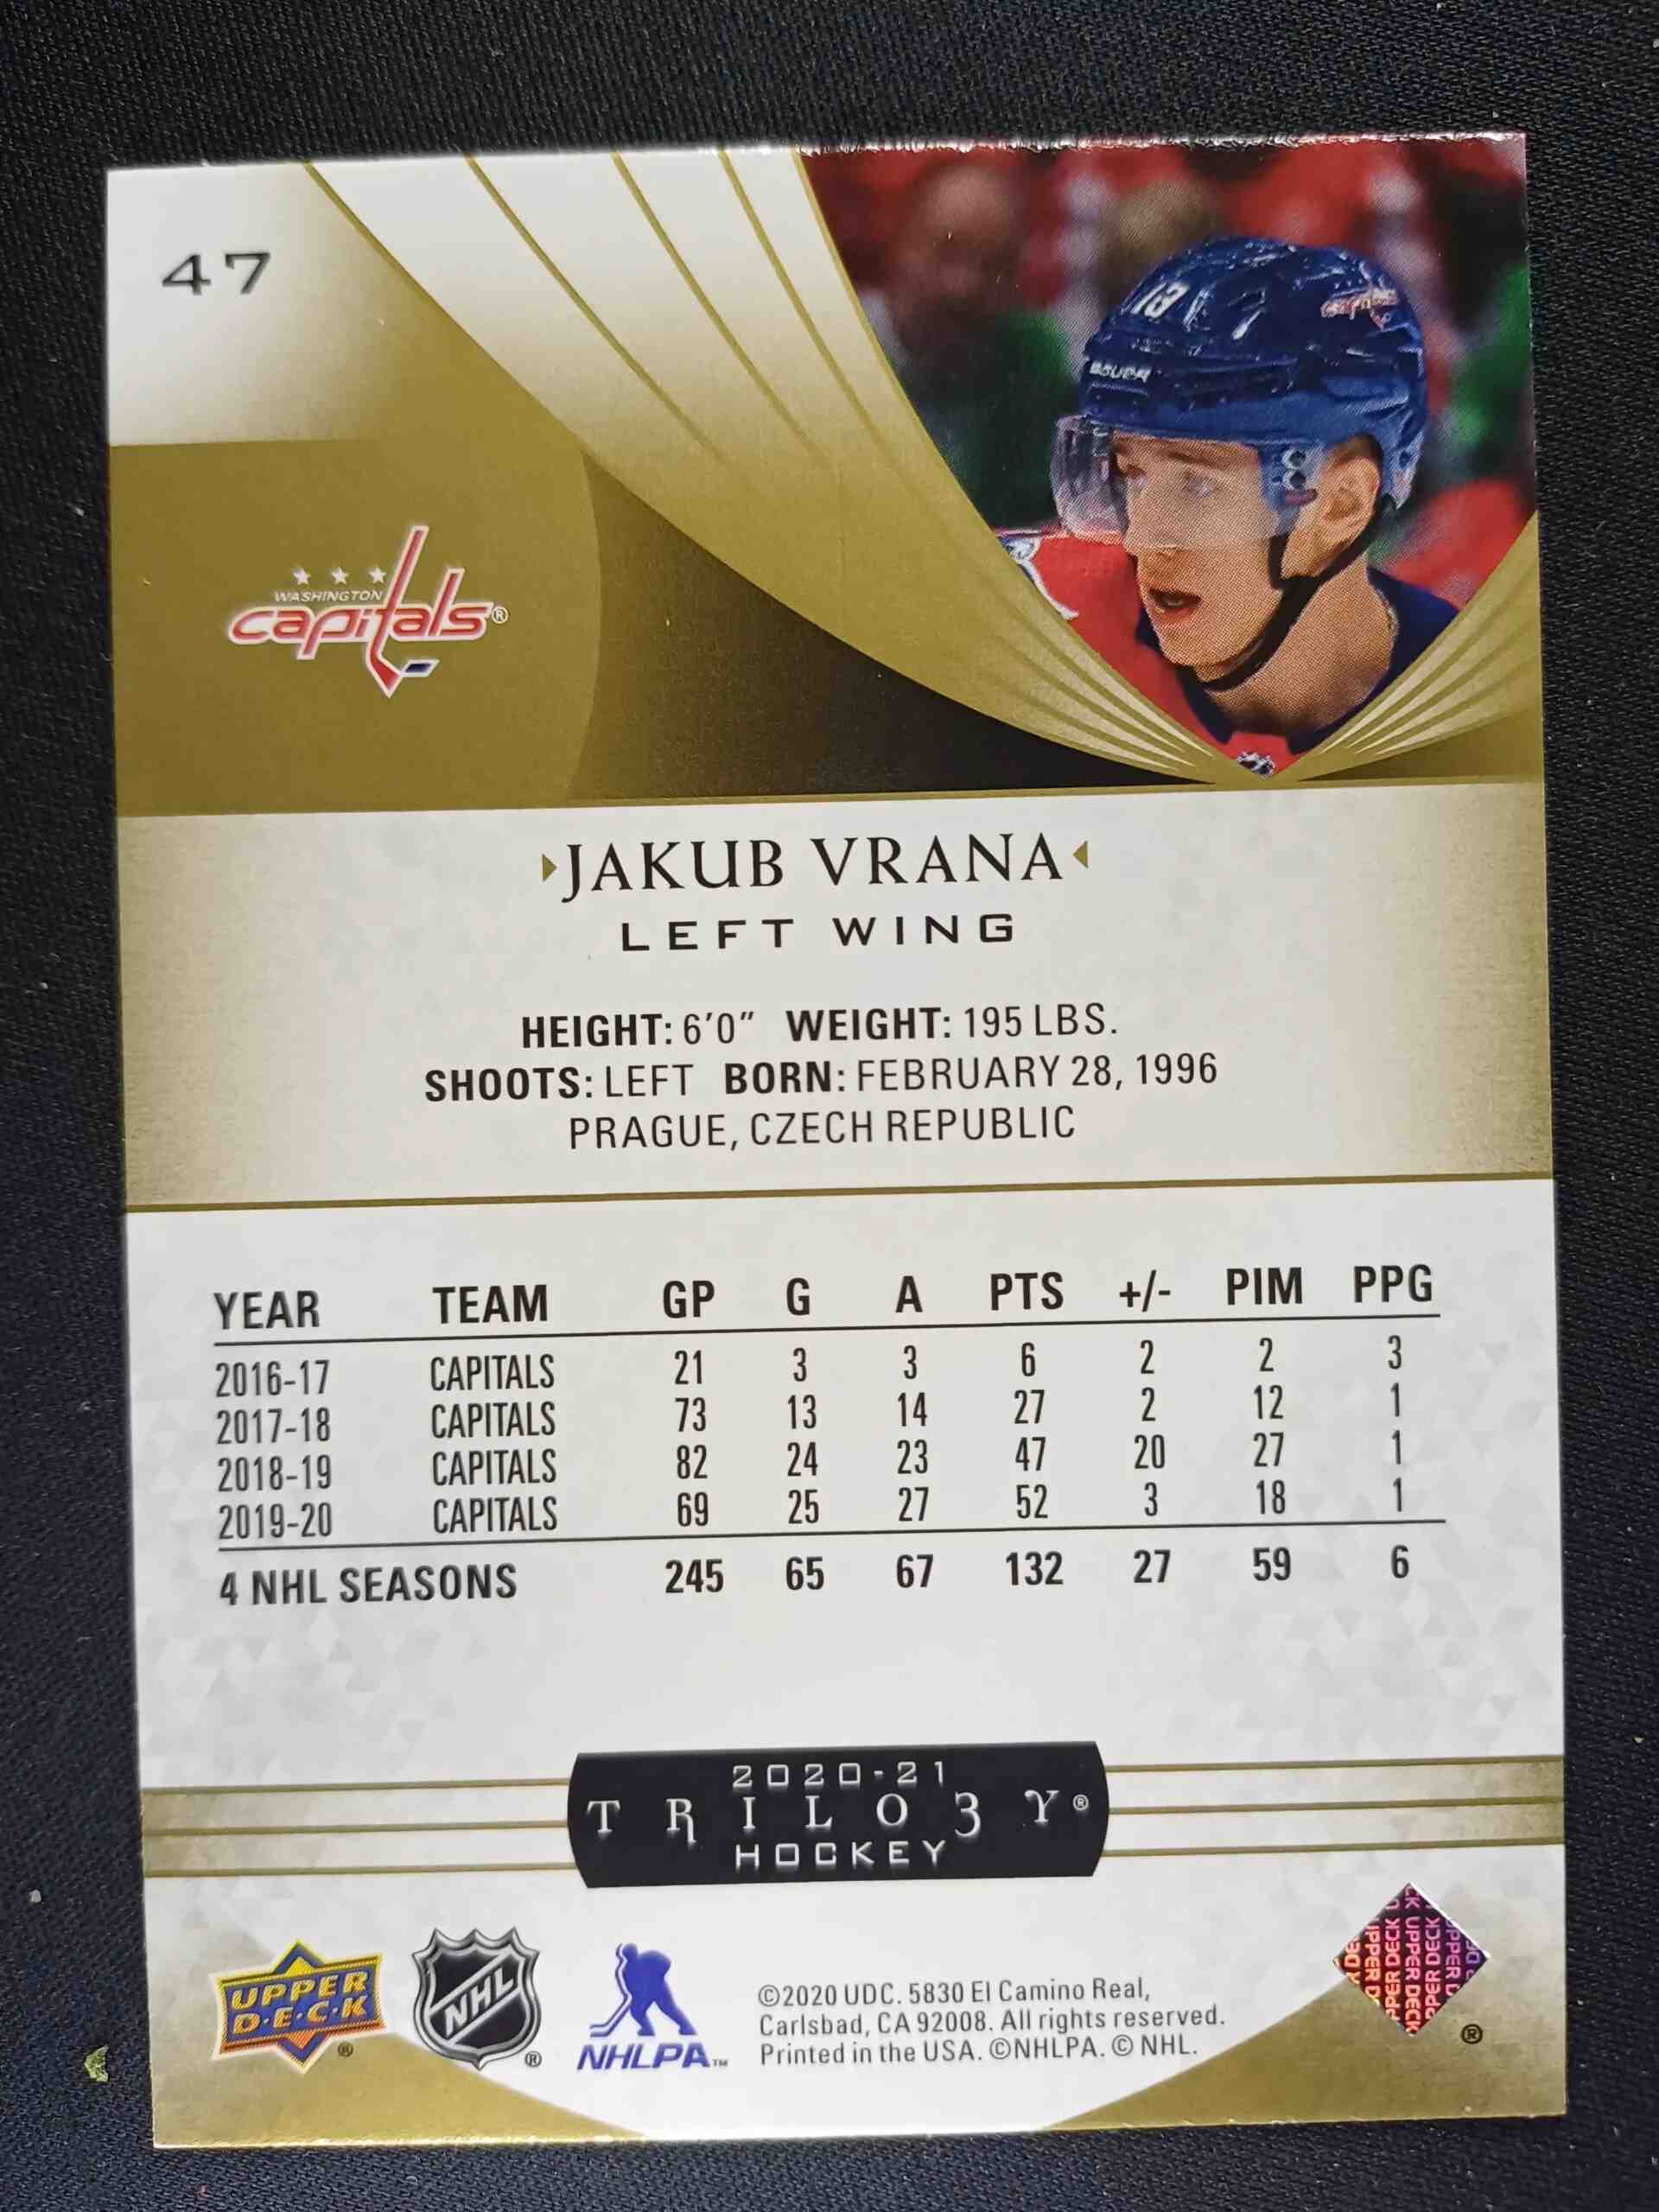 47
13
BAUER
WASHINGTON
capitals®
JAKUB VRANA
LEFT WING
HEIGHT: 6'0" WEIGHT: 195 LBS.
SHOOTS: LEFT BORN: FEBRUARY 28, 1996
PRAGUE, CZECH REPUBLIC
YEAR TEAM GP G A PTS +/- PIM PPG
2016-17 CAPITALS 21 3 3 6 2 2 3
2017-18 CAPITALS 73 13 14 27 2 12 1
2018-19 CAPITALS 82 24 23 47 20 27 1
2019-20 CAPITALS 69 25 27 52 3 18 1
4 NHL SEASONS 245 65 67 132 27 59 6
2020-21
TRILO3Y®
HOCKEY
UPPER
D·E·C·K
®
NHL
®
NHLPA™
©2020 UDC. 5830 El Camino Real,
Carlsbad, CA 92008. All rights reserved.
Printed in the USA. ©NHLPA. © NHL.
UPPER DECK
®